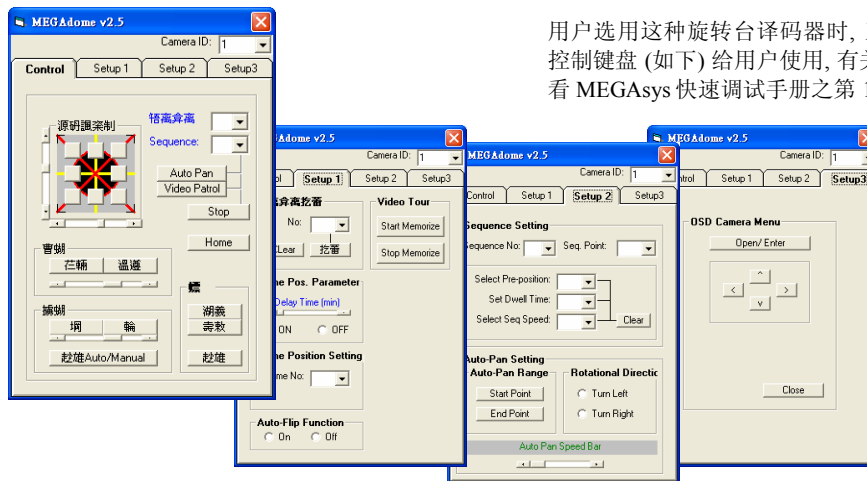 用户选用这种旋转台译码器时,
控制键盘 (如下) 给用户使用, 有关
看 MEGAsys 快速调试手册之第 1
MEGAdome v2.5
Camera ID: 1
Control Setup 1 Setup 2 Setup3
Sequence:
Auto Pan
Video Patrol
Stop
Home
Auto/Manual
Adome v2.5
Camera ID: 1
Setup 1 Setup 2 Setup3
Video Tour
No:
Start Memorize
Clear
Stop Memorize
Pos. Parameter
Delay Time (min)
ON OFF
Position Setting
No:
Auto-Flip Function
On Off
MEGAdome v2.5
Camera ID: 1
Control Setup 1 Setup 2 Setup3
Sequence Setting
Sequence No: Seq. Point:
Select Pre-position:
Set Dwell Time:
Select Seq Speed: Clear
Auto-Pan Setting
Auto-Pan Range Rotational Directic
Start Point Turn Left
End Point Turn Right
Auto Pan Speed Bar
MEGAdome v2.5
Camera ID: 1
ntrol Setup 1 Setup 2 Setup3
OSD Camera Menu
Open/ Enter
Close